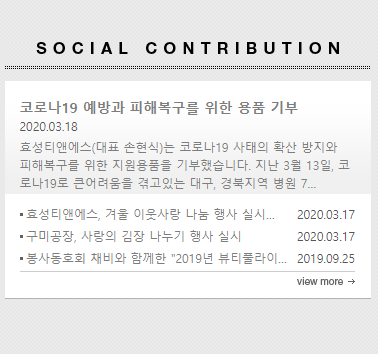 SOCIAL CONTRIBUTION
코로나19 예방과 피해복구를 위한 용품 기부
2020.03.18
효성티앤에스(대표 손현식)는 코로나19 사태의 확산 방지와
피해복구를 위한 지원용품을 기부했습니다. 지난 3월 13일, 코
로나19로 큰어려움을 겪고있는 대구, 경북지역 병원 7...
효성티앤에스, 겨울 이웃사랑 나눔 행사 실시... 2020.03.17
구미공장, 사랑의 김장 나누기 행사 실시 2020.03.17
봉사동호회 채비와 함께한 "2019년 뷰티풀라이... 2019.09.25
view more →